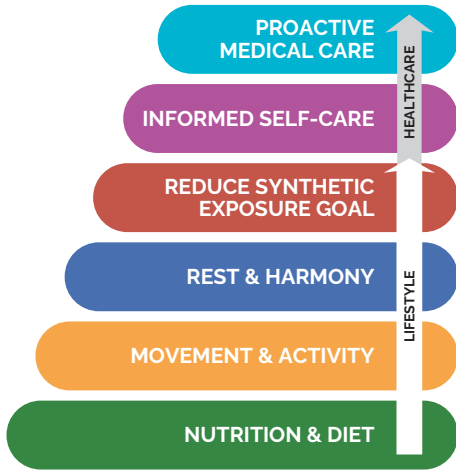 PROACTIVE
MEDICAL CARE
HEALTHCARE
INFORMED SELF-CARE
REDUCE SYNTHETIC
EXPOSURE GOAL
REST & HARMONY
LIFESTYLE
MOVEMENT & ACTIVITY
NUTRITION & DIET